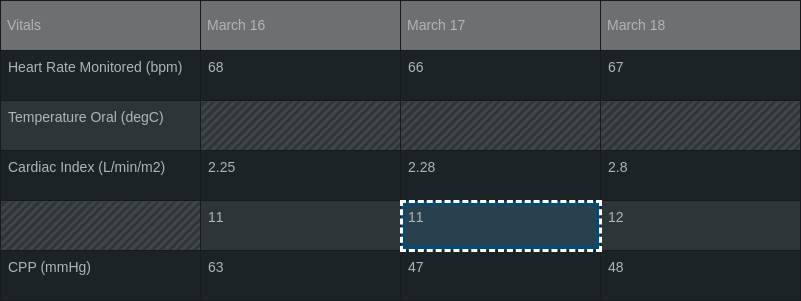 Vitals March 16 March 17 March 18
Heart Rate Monitored (bpm) 68 66 67
Temperature Oral (degC)
Cardiac Index (L/min/m2) 2.25 2.28 2.8
11 11 12
CPP (mmHg) 63 47 48